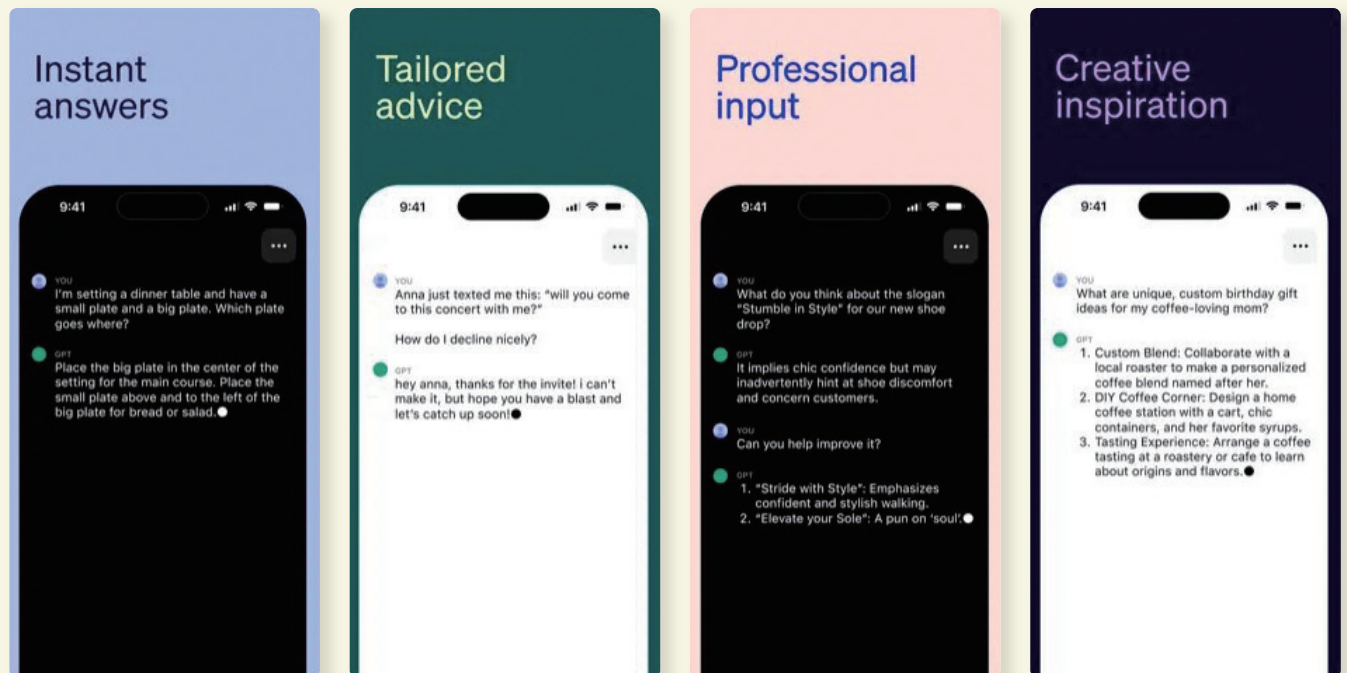 Instant
answers
9:41
YOU
I'm setting a dinner table and have a
small plate and a big plate. Which plate
goes where?
GPT
Place the big plate in the center of the
setting for the main course. Place the
small plate above and to the left of the
big plate for bread or salad.
Tailored
advice
9:41
YOU
Anna just texted me this: “will you come
to this concert with me?”
How do I decline nicely?
GPT
hey anna, thanks for the invite! i can't
make it, but hope you have a blast and
let's catch up soon!
Professional
input
9:41
YOU
What do you think about the slogan
“Stumble in Style” for our new shoe
drop?
GPT
It implies chic confidence but may
inadvertently hint at shoe discomfort
and concern customers.
YOU
Can you help improve it?
GPT
1. “Stride with Style”: Emphasizes
confident and stylish walking.
2. “Elevate your Sole”: A pun on ‘soul’.
Creative
inspiration
9:41
YOU
What are unique, custom birthday gift
ideas for my coffee-loving mom?
GPT
1. Custom Blend: Collaborate with a
local roaster to make a personalized
coffee blend named after her.
2. DIY Coffee Corner: Design a home
coffee station with a cart, chic
containers, and her favorite syrups.
3. Tasting Experience: Arrange a coffee
tasting at a roastery or cafe to learn
about origins and flavors.